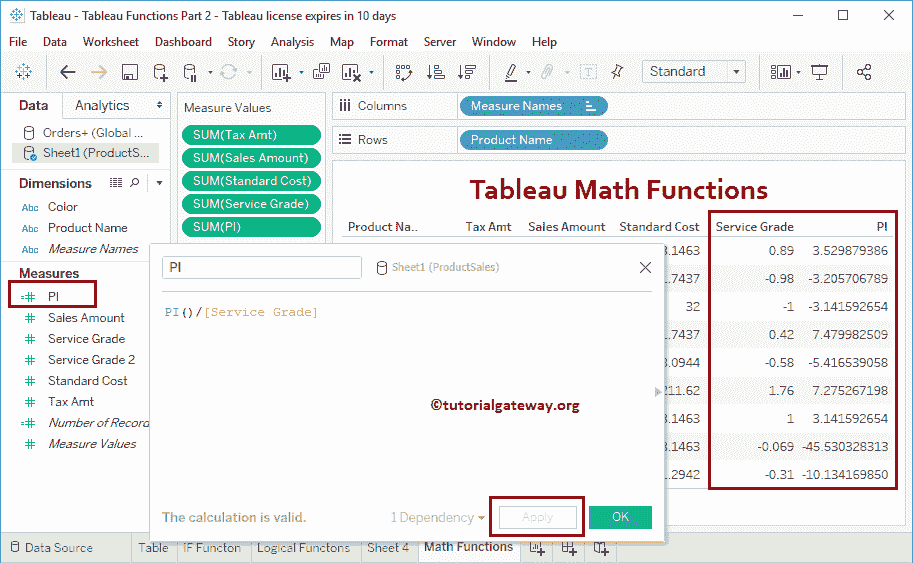 Tableau - Tableau Functions Part 2 - Tableau license expires in 10 days
File Data Worksheet Dashboard Story Analysis Map Format Server Window Help
Standard
Data Analytics
Orders+ (Global ...
Sheet1 (ProductS...
Dimensions
Abc Color
Abc Product Name
Abc Measure Names
Measures
PI
Sales Amount
Service Grade
Service Grade 2
Standard Cost
Tax Amt
Number of Record
Measure Values
Measure Values
SUM(Tax Amt)
SUM(Sales Amount)
SUM(Standard Cost)
SUM(Service Grade)
SUM(PI)
Columns Measure Names
Rows Product Name
Tableau Math Functions
Product Na.. Tax Amt Sales Amount Standard Cost Service Grade PI
.1463 0.89 3.529879386
.7437 -0.98 -3.205706789
32 -1 -3.141592654
.7437 0.42 7.479982509
.0944 -0.58 -5.416539058
211.62 1.76 7.275267198
.1463 1 3.141592654
.1463 -0.069 -45.530328313
.2942 -0.31 -10.134169850
PI Sheet1 (ProductSales)
PI()/[Service Grade]
©tutorialgateway.org
The calculation is valid. 1 Dependency Apply OK
Data Source Table IF Functon Logical Functons Sheet 4 Math Functions